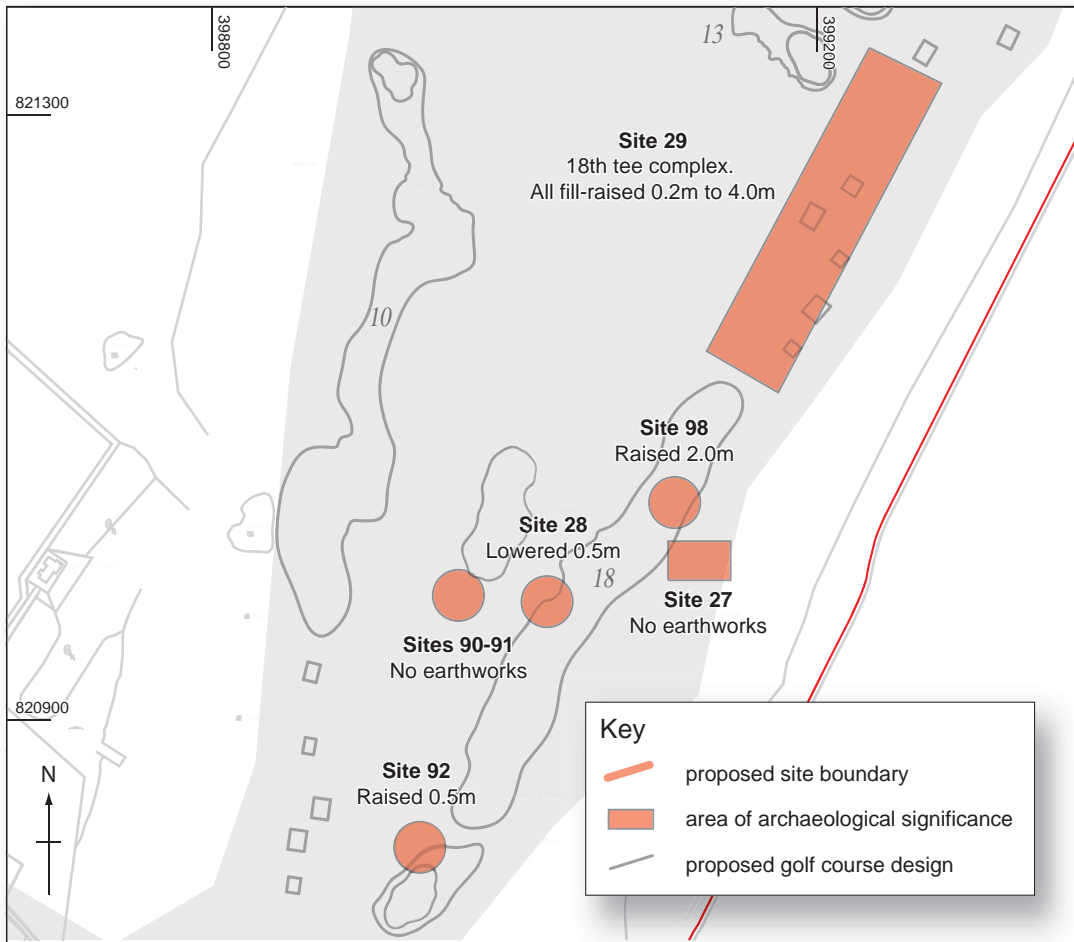 398800
399200
13
821300
Site 29
18th tee complex.
All fill-raised 0.2m to 4.0m
10
Site 98
Raised 2.0m
Site 28
Lowered 0.5m
18
Site 27
No earthworks
Sites 90-91
No earthworks
820900
N
Site 92
Raised 0.5m
Key
proposed site boundary
area of archaeological significance
proposed golf course design